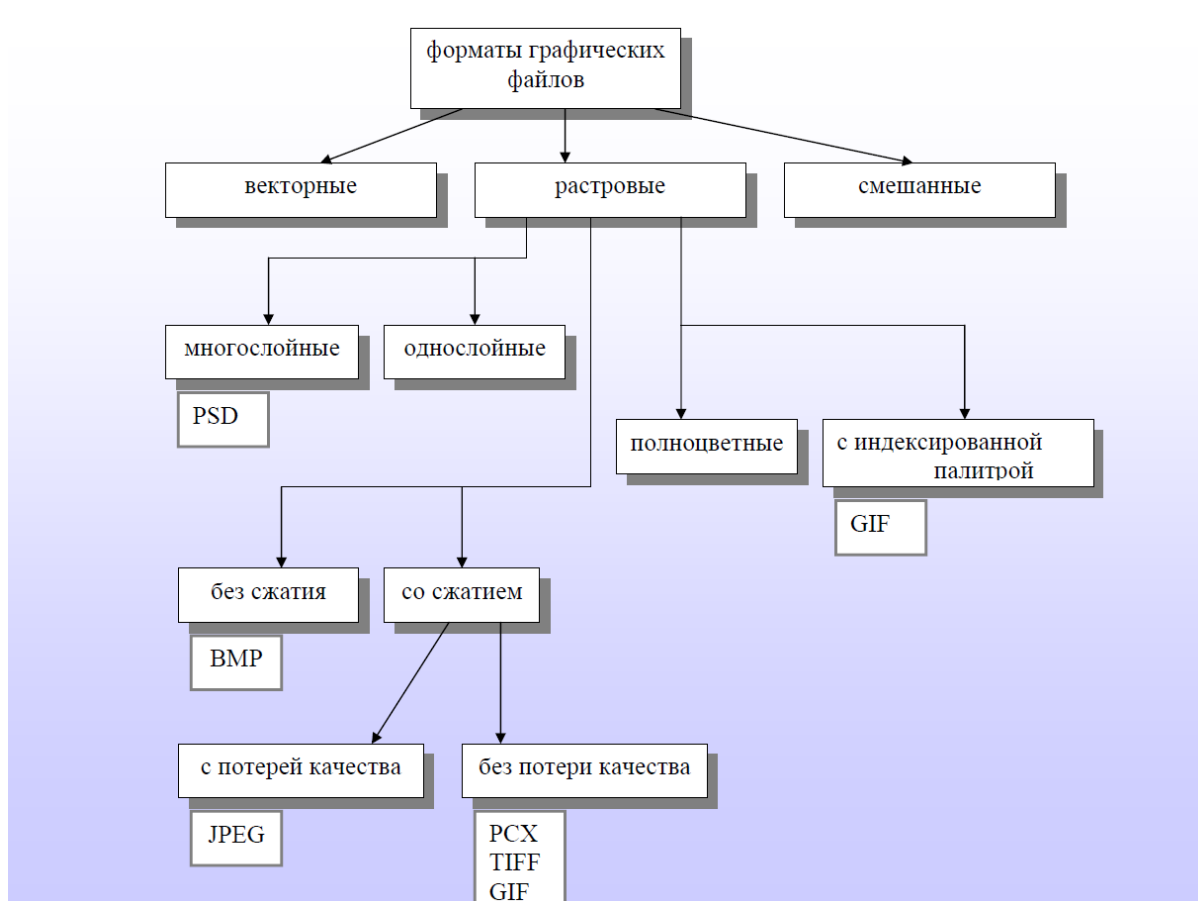 форматы графических
файлов
векторные
растровые
смешанные
многослойные
однослойные
PSD
полноцветные
с индексированной
палитрой
GIF
без сжатия
со сжатием
BMP
с потерей качества
без потери качества
JPEG
PCX
TIFF
GIF